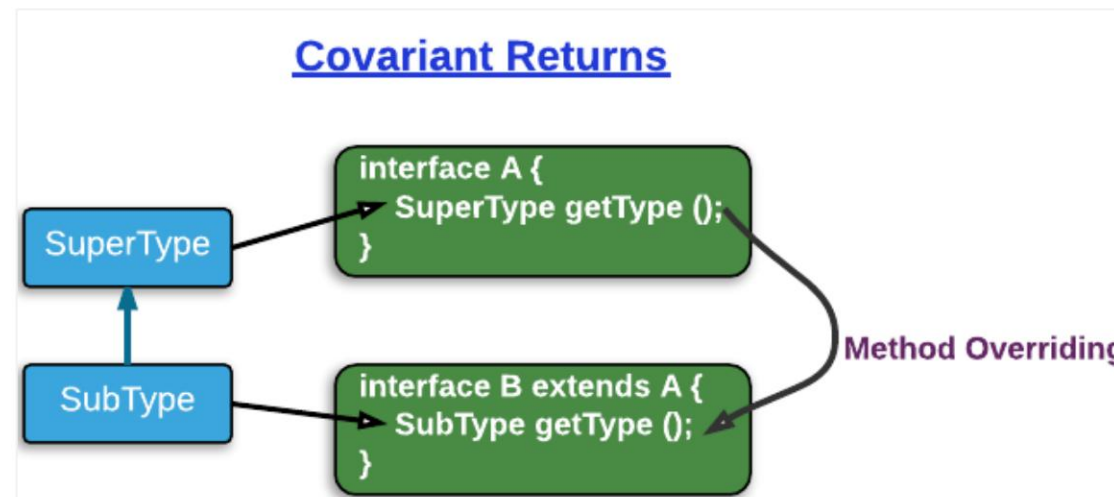 Covariant Returns
interface A {
SuperType getType ();
}
SuperType
Method Overriding
SubType
interface B extends A {
SubType getType ();
}